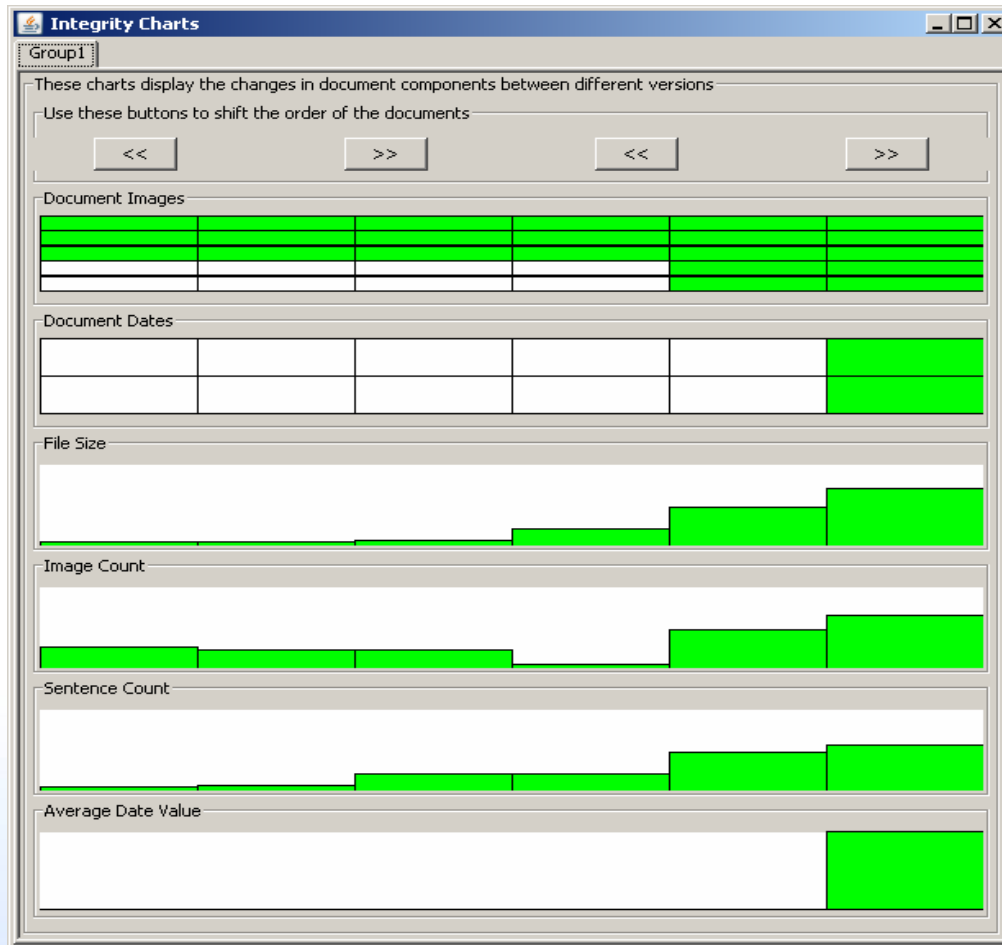 Integrity Charts
Group1
These charts display the changes in document components between different versions
Use these buttons to shift the order of the documents
<< >> << >>
Document Images
Document Dates
File Size
Image Count
Sentence Count
Average Date Value